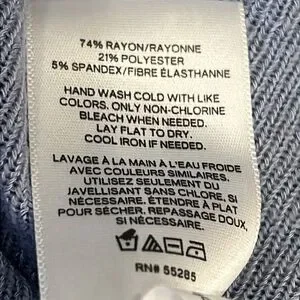 74% RAYON/RAYONNE
21% POLYESTER
5% SPANDEX/FIBRE ÉLASTHANNE
HAND WASH COLD WITH LIKE
COLORS. ONLY NON-CHLORINE
BLEACH WHEN NEEDED.
LAY FLAT TO DRY.
COOL IRON IF NEEDED.
LAVAGE À LA MAIN À L'EAU FROIDE
AVEC COULEURS SIMILAIRES.
UTILISEZ SEULEMENT DU
JAVELLISANT SANS CHLORE, SI
NÉCESSAIRE. ÉTENDRE À PLAT
POUR SÉCHER. REPASSAGE DOUX,
SI NÉCESSAIRE.
RN# 55285